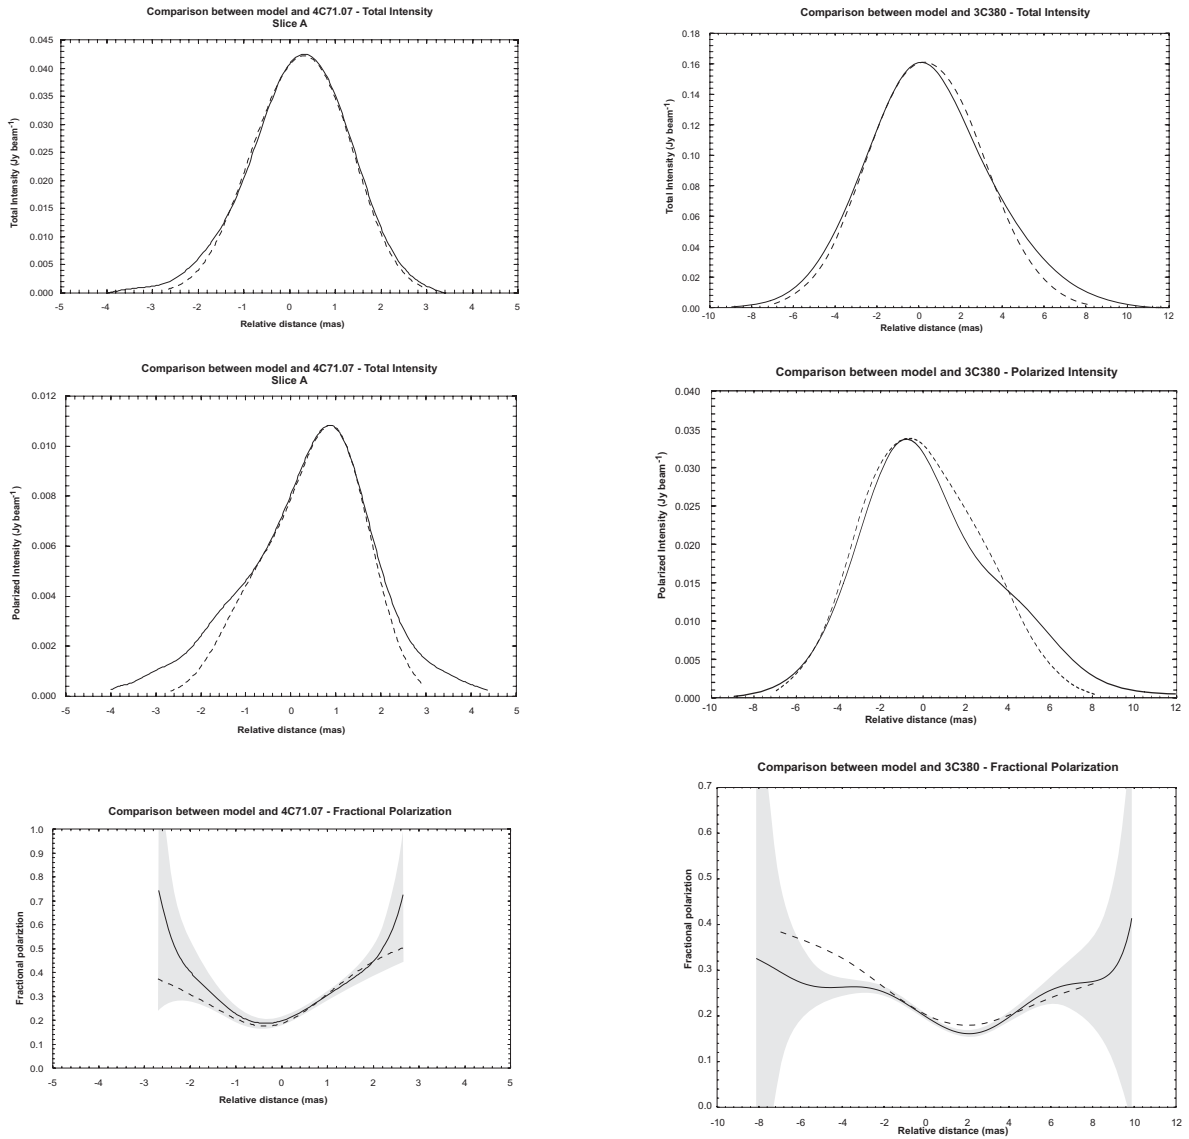 Comparison between model and 4C71.07 - Total Intensity
Slice A
0.045
0.040
0.035
0.030
0.025
0.020
0.015
0.010
0.005
0.000
Total Intensity (Jy beam-1)
-5 -4 -3 -2 -1 0 1 2 3 4 5
Relative distance (mas)
Comparison between model and 3C380 - Total Intensity
0.18
0.16
0.14
0.12
0.10
0.08
0.06
0.04
0.02
0.00
Total Intensity (Jy beam-1)
-10 -8 -6 -4 -2 0 2 4 6 8 10 12
Relative distance (mas)
Comparison between model and 4C71.07 - Total Intensity
Slice A
0.012
0.010
0.008
0.006
0.004
0.002
0.000
Polarized Intensity (Jy beam-1)
-5 -4 -3 -2 -1 0 1 2 3 4 5
Relative distance (mas)
Comparison between model and 3C380 - Polarized Intensity
0.040
0.035
0.030
0.025
0.020
0.015
0.010
0.005
0.000
Polarized Intensity (Jy beam-1)
-10 -8 -6 -4 -2 0 2 4 6 8 10 12
Relative distance (mas)
Comparison between model and 4C71.07 - Fractional Polarization
1.0
0.9
0.8
0.7
0.6
0.5
0.4
0.3
0.2
0.1
0.0
Fractional polariztion
-5 -4 -3 -2 -1 0 1 2 3 4 5
Relative distance (mas)
Comparison between model and 3C380 - Fractional Polarization
0.7
0.6
0.5
0.4
0.3
0.2
0.1
0.0
Fractional polariztion
-10 -8 -6 -4 -2 0 2 4 6 8 10 12
Relative distance (mas)